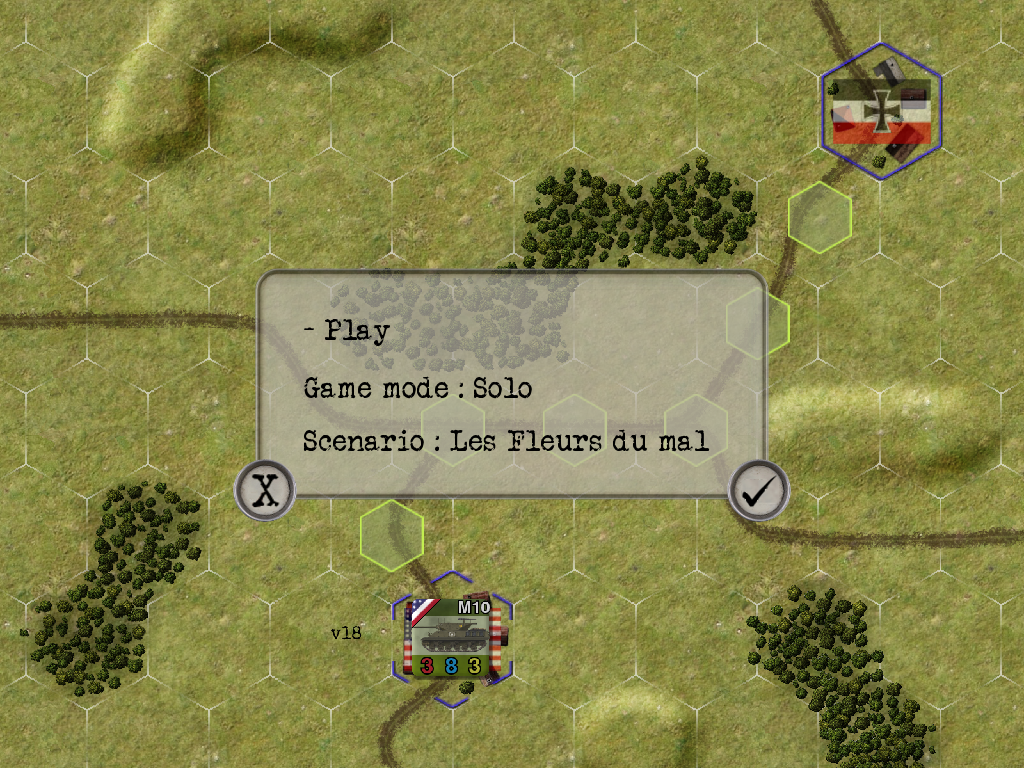 - Play
Game mode : Solo
Scenario : Les Fleurs du mal
X
v18
M10
3 8 3